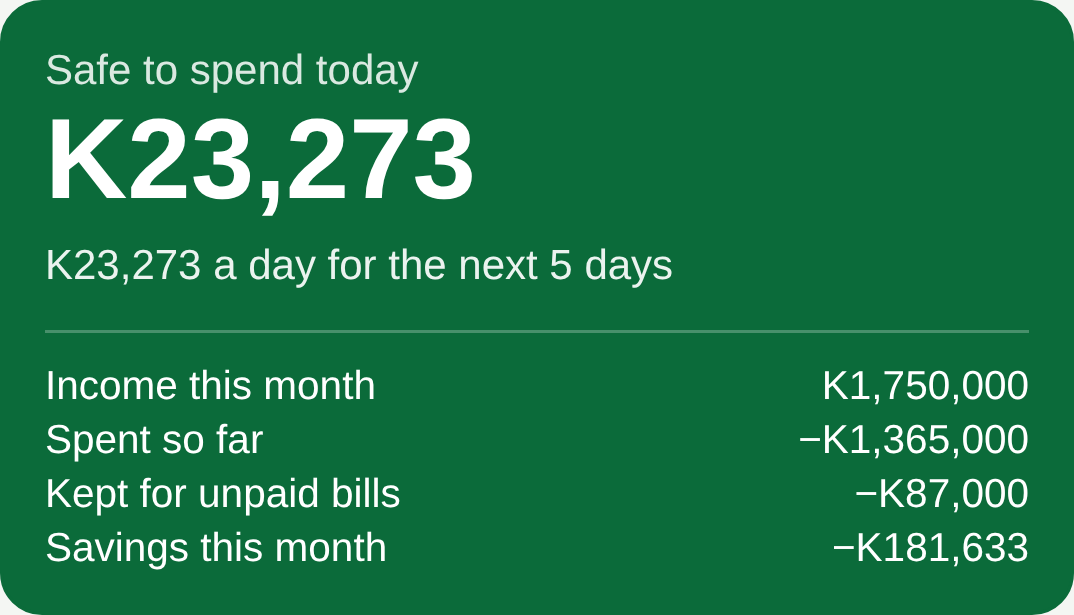 Safe to spend today
K23,273
K23,273 a day for the next 5 days
Income this month K1,750,000
Spent so far −K1,365,000
Kept for unpaid bills −K87,000
Savings this month −K181,633